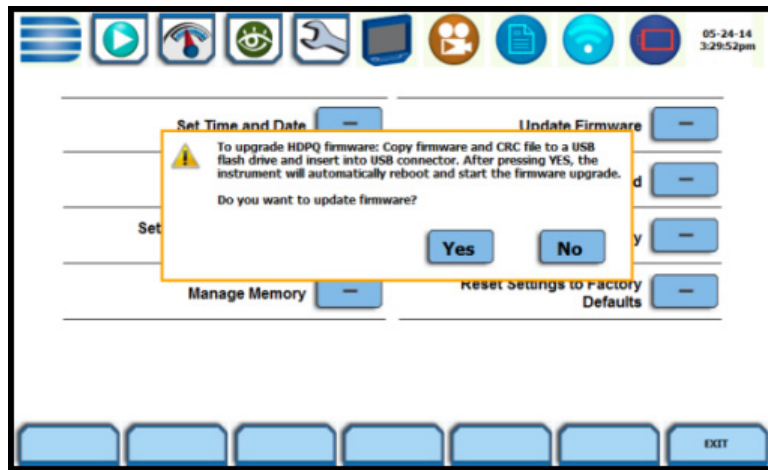 05-24-14
3:29:52pm
Set Time and Date
Update Firmware
To upgrade HDPQ firmware: Copy firmware and CRC file to a USB
flash drive and insert into USB connector. After pressing YES, the
instrument will automatically reboot and start the firmware upgrade.
d
Do you want to update firmware?
Set
y
Yes
No
Manage Memory
Reset Settings to Factory
Defaults
EXIT